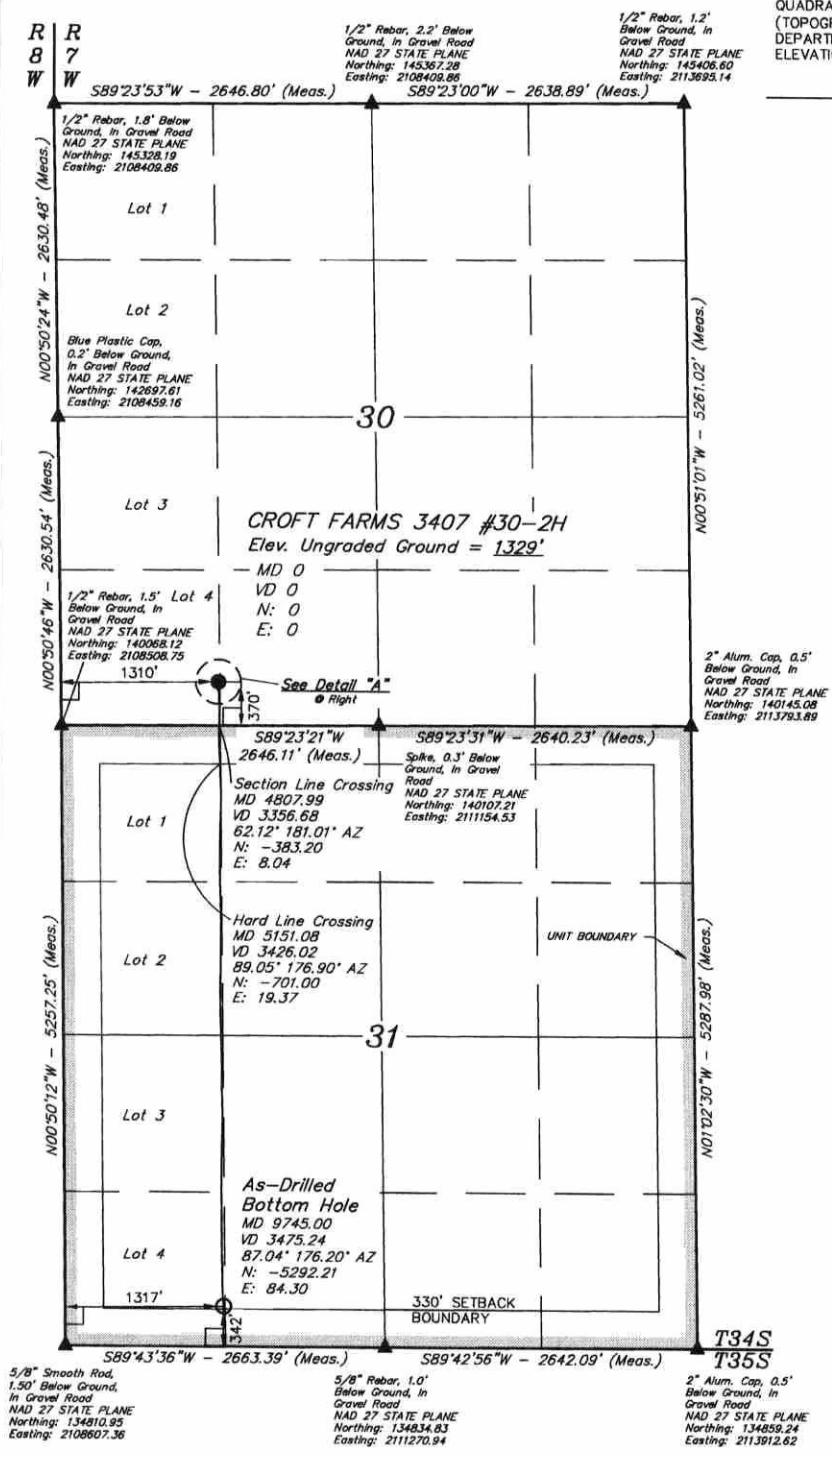 QUADRA
(TOPOG
DEPART
ELEVATI
R R
8 7
W W
1/2" Rebar, 2.2' Below
Ground, In Gravel Road
NAD 27 STATE PLANE
Northing: 145367.28
Easting: 2108409.86
1/2" Rebar, 1.2'
Below Ground, In
Gravel Road
NAD 27 STATE PLANE
Northing: 145406.60
Easting: 2113695.14
S89°23'53"W - 2646.80' (Meas.)
S89°23'00"W - 2638.89' (Meas.)
1/2" Rebar, 1.8' Below
Ground, In Gravel Road
NAD 27 STATE PLANE
Northing: 145328.19
Easting: 2108409.86
N00°50'24"W - 2630.48' (Meas.)
Lot 1
Lot 2
Blue Plastic Cap,
0.2' Below Ground,
In Gravel Road
NAD 27 STATE PLANE
Northing: 142697.61
Easting: 2108459.16
30
N00°51'01"W - 5261.02' (Meas.)
N00°50'46"W - 2630.54' (Meas.)
Lot 3
CROFT FARMS 3407 #30-2H
Elev. Ungraded Ground = 1329'
MD 0
VD 0
N: 0
E: 0
1/2" Rebar, 1.5' Lot 4
Below Ground, In
Gravel Road
NAD 27 STATE PLANE
Northing: 140068.12
Easting: 2108508.75
1310'
See Detail "A"
@ Right
370'
2" Alum. Cap, 0.5'
Below Ground, In
Gravel Road
NAD 27 STATE PLANE
Northing: 140145.08
Easting: 2113793.89
S89°23'21"W
2646.11' (Meas.)
S89°23'31"W - 2640.23' (Meas.)
Spike, 0.3' Below
Ground, In Gravel
Road
NAD 27 STATE PLANE
Northing: 140107.21
Easting: 2111154.53
Section Line Crossing
MD 4807.99
VD 3356.68
62.12° 181.01° AZ
N: -383.20
E: 8.04
Lot 1
Hard Line Crossing
MD 5151.08
VD 3426.02
89.05° 176.90° AZ
N: -701.00
E: 19.37
UNIT BOUNDARY
Lot 2
N00°50'12"W - 5257.25' (Meas.)
N01°02'30"W - 5287.98' (Meas.)
31
Lot 3
As-Drilled
Bottom Hole
MD 9745.00
VD 3475.24
87.04° 176.20° AZ
N: -5292.21
E: 84.30
Lot 4
1317'
342'
330' SETBACK
BOUNDARY
S89°43'36"W - 2663.39' (Meas.)
S89°42'56"W - 2642.09' (Meas.)
T34S
T35S
5/8" Smooth Rod,
1.50' Below Ground,
In Gravel Road
NAD 27 STATE PLANE
Northing: 134810.95
Easting: 2108607.36
5/8" Rebar, 1.0'
Below Ground, In
Gravel Road
NAD 27 STATE PLANE
Northing: 134834.83
Easting: 2111270.94
2" Alum. Cap, 0.5'
Below Ground, In
Gravel Road
NAD 27 STATE PLANE
Northing: 134859.24
Easting: 2113912.62